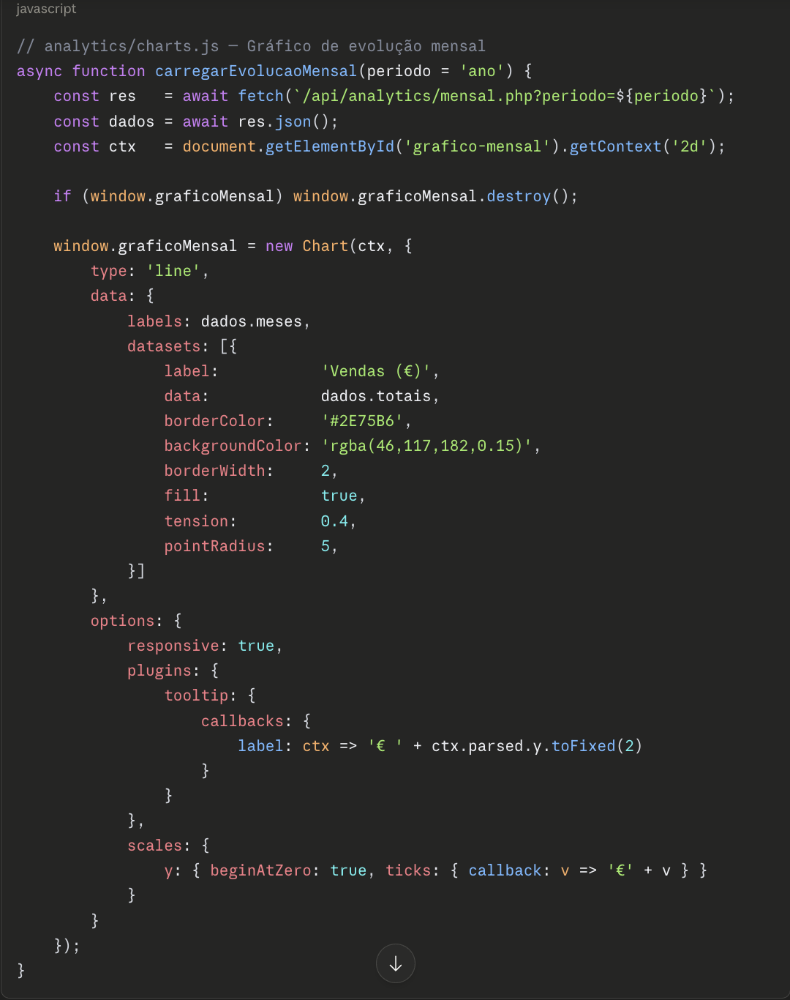 javascript
// analytics/charts.js — Gráfico de evolução mensal
async function carregarEvolucaoMensal(periodo = 'ano') {
    const res   = await fetch(`/api/analytics/mensal.php?periodo=${periodo}`);
    const dados = await res.json();
    const ctx   = document.getElementById('grafico-mensal').getContext('2d');

    if (window.graficoMensal) window.graficoMensal.destroy();

    window.graficoMensal = new Chart(ctx, {
        type: 'line',
        data: {
            labels: dados.meses,
            datasets: [{
                label:           'Vendas (€)',
                data:            dados.totais,
                borderColor:     '#2E75B6',
                backgroundColor: 'rgba(46,117,182,0.15)',
                borderWidth:     2,
                fill:            true,
                tension:         0.4,
                pointRadius:     5,
            }]
        },
        options: {
            responsive: true,
            plugins: {
                tooltip: {
                    callbacks: {
                        label: ctx => '€ ' + ctx.parsed.y.toFixed(2)
                    }
                }
            },
            scales: {
                y: { beginAtZero: true, ticks: { callback: v => '€' + v } }
            }
        }
    });
}